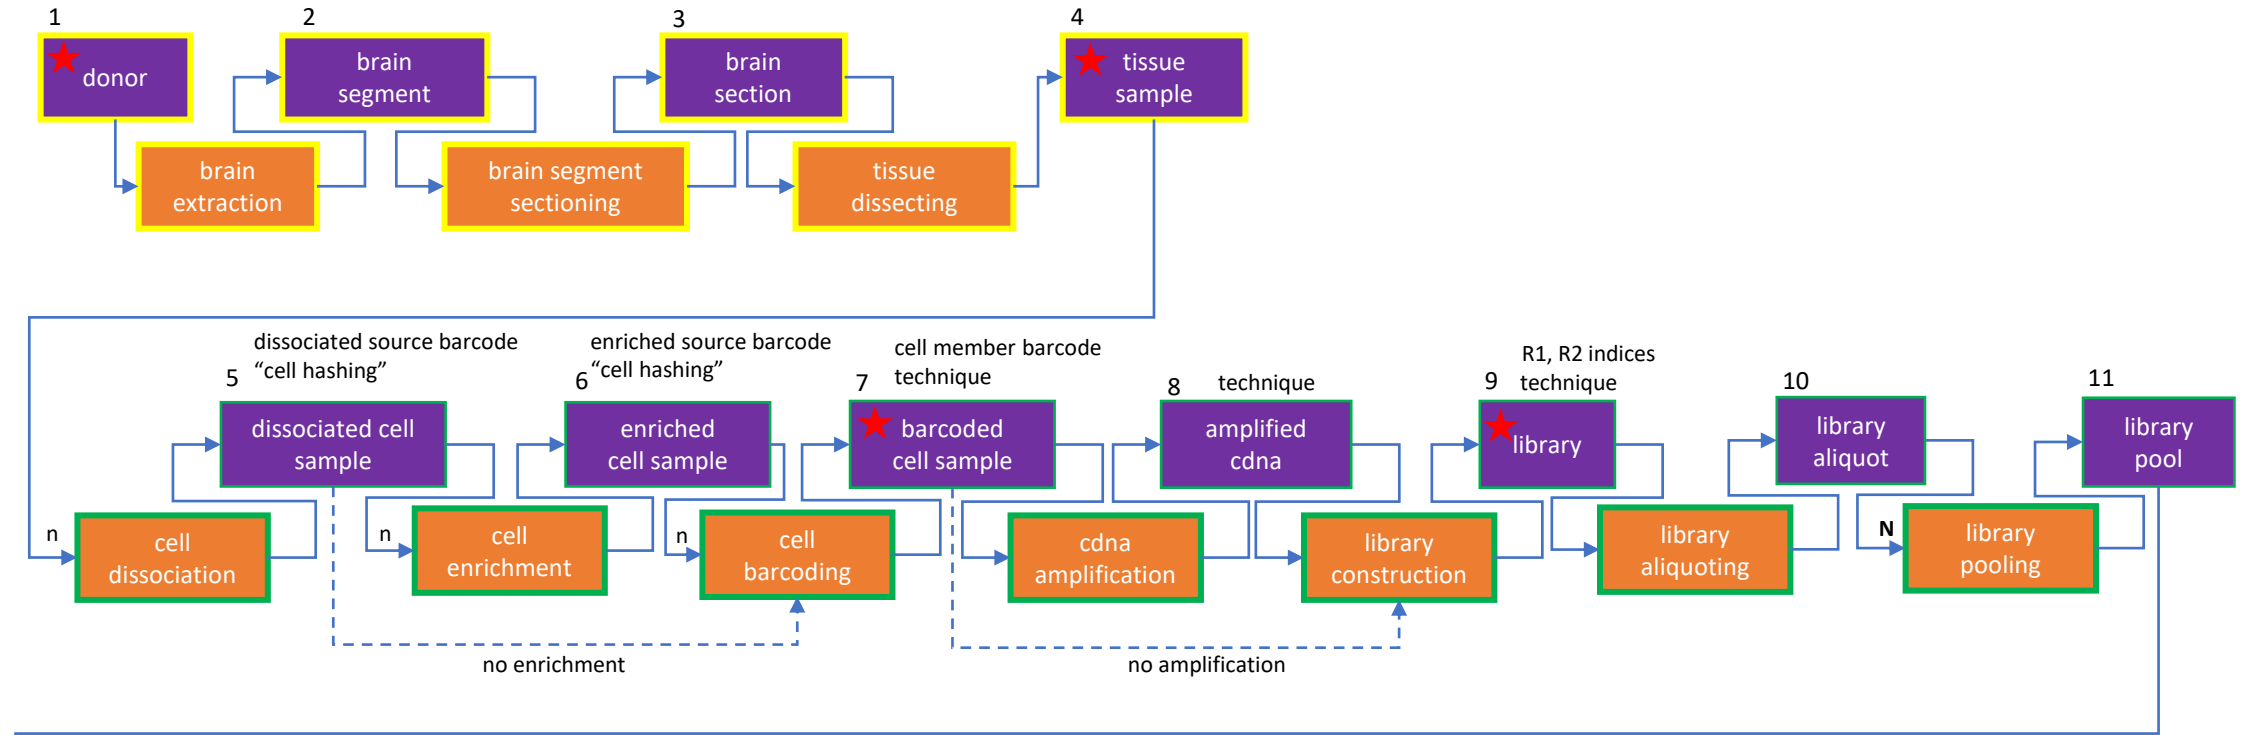 1
2
3
4
donor
brain
segment
brain
section
tissue
sample
brain
extraction
brain segment
sectioning
tissue
dissecting
dissociated source barcode
“cell hashing”
enriched source barcode
“cell hashing”
cell member barcode
technique
technique
R1, R2 indices
technique
5
6
7
8
9
10
11
dissociated cell
sample
enriched
cell sample
barcoded
cell sample
amplified
cdna
library
library
aliquot
library
pool
n
cell
dissociation
n
cell
enrichment
n
cell
barcoding
cdna
amplification
library
construction
library
aliquoting
N
library
pooling
no enrichment
no amplification